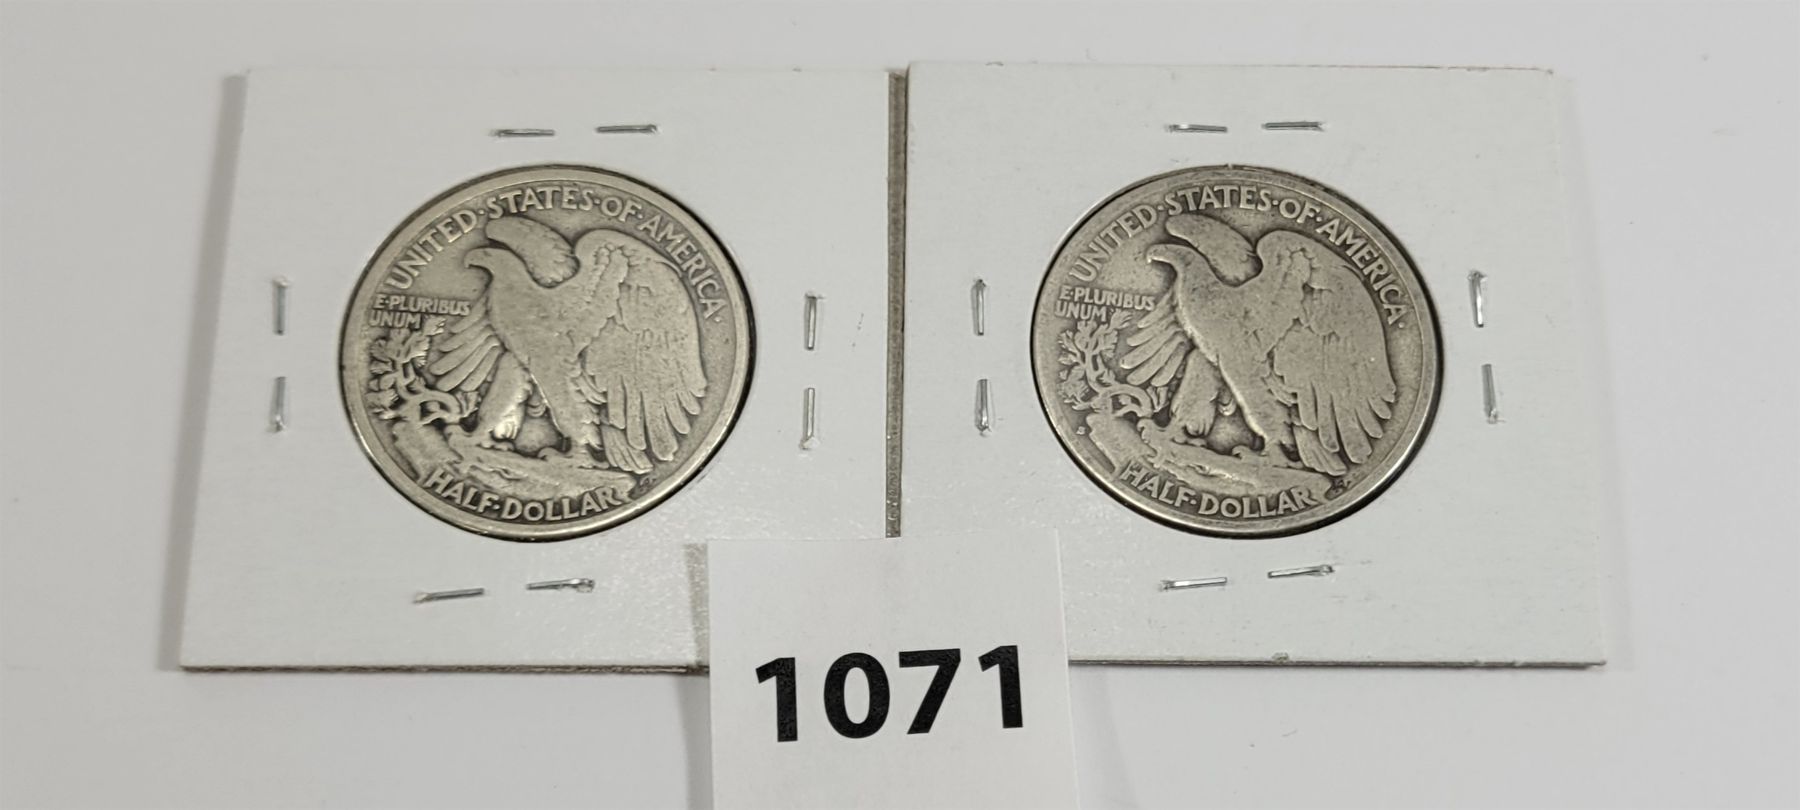 UNITED·STATES·OF·AMERICA·
E·PLURIBUS
UNUM
HALF·DOLLAR
UNITED·STATES·OF·AMERICA·
E·PLURIBUS
UNUM
S
HALF·DOLLAR
1071